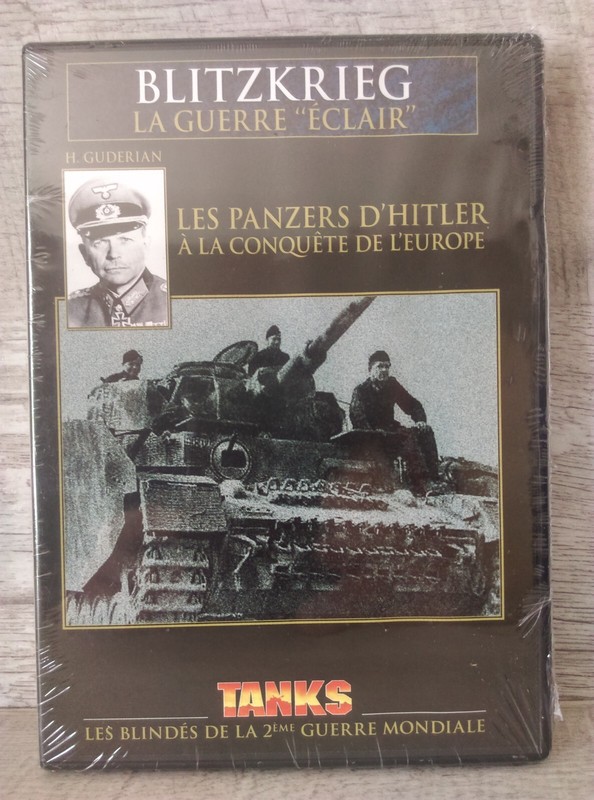 BLITZKRIEG
LA GUERRE "ÉCLAIR"
H. GUDERIAN
LES PANZERS D'HITLER
À LA CONQUÊTE DE L'EUROPE
TANKS
LES BLINDÉS DE LA 2ÈME GUERRE MONDIALE